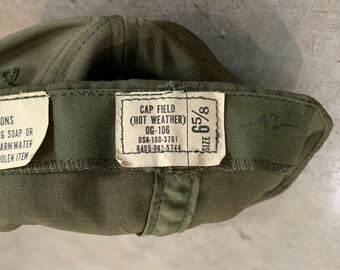 ONS
NG SOAP OR
ARM WATER
OLEN ITEM
CAP FIELD
(HOT WEATHER)
OG-106
DSA-100-3781
8405-082-5744
SIZE 6 5/8
42